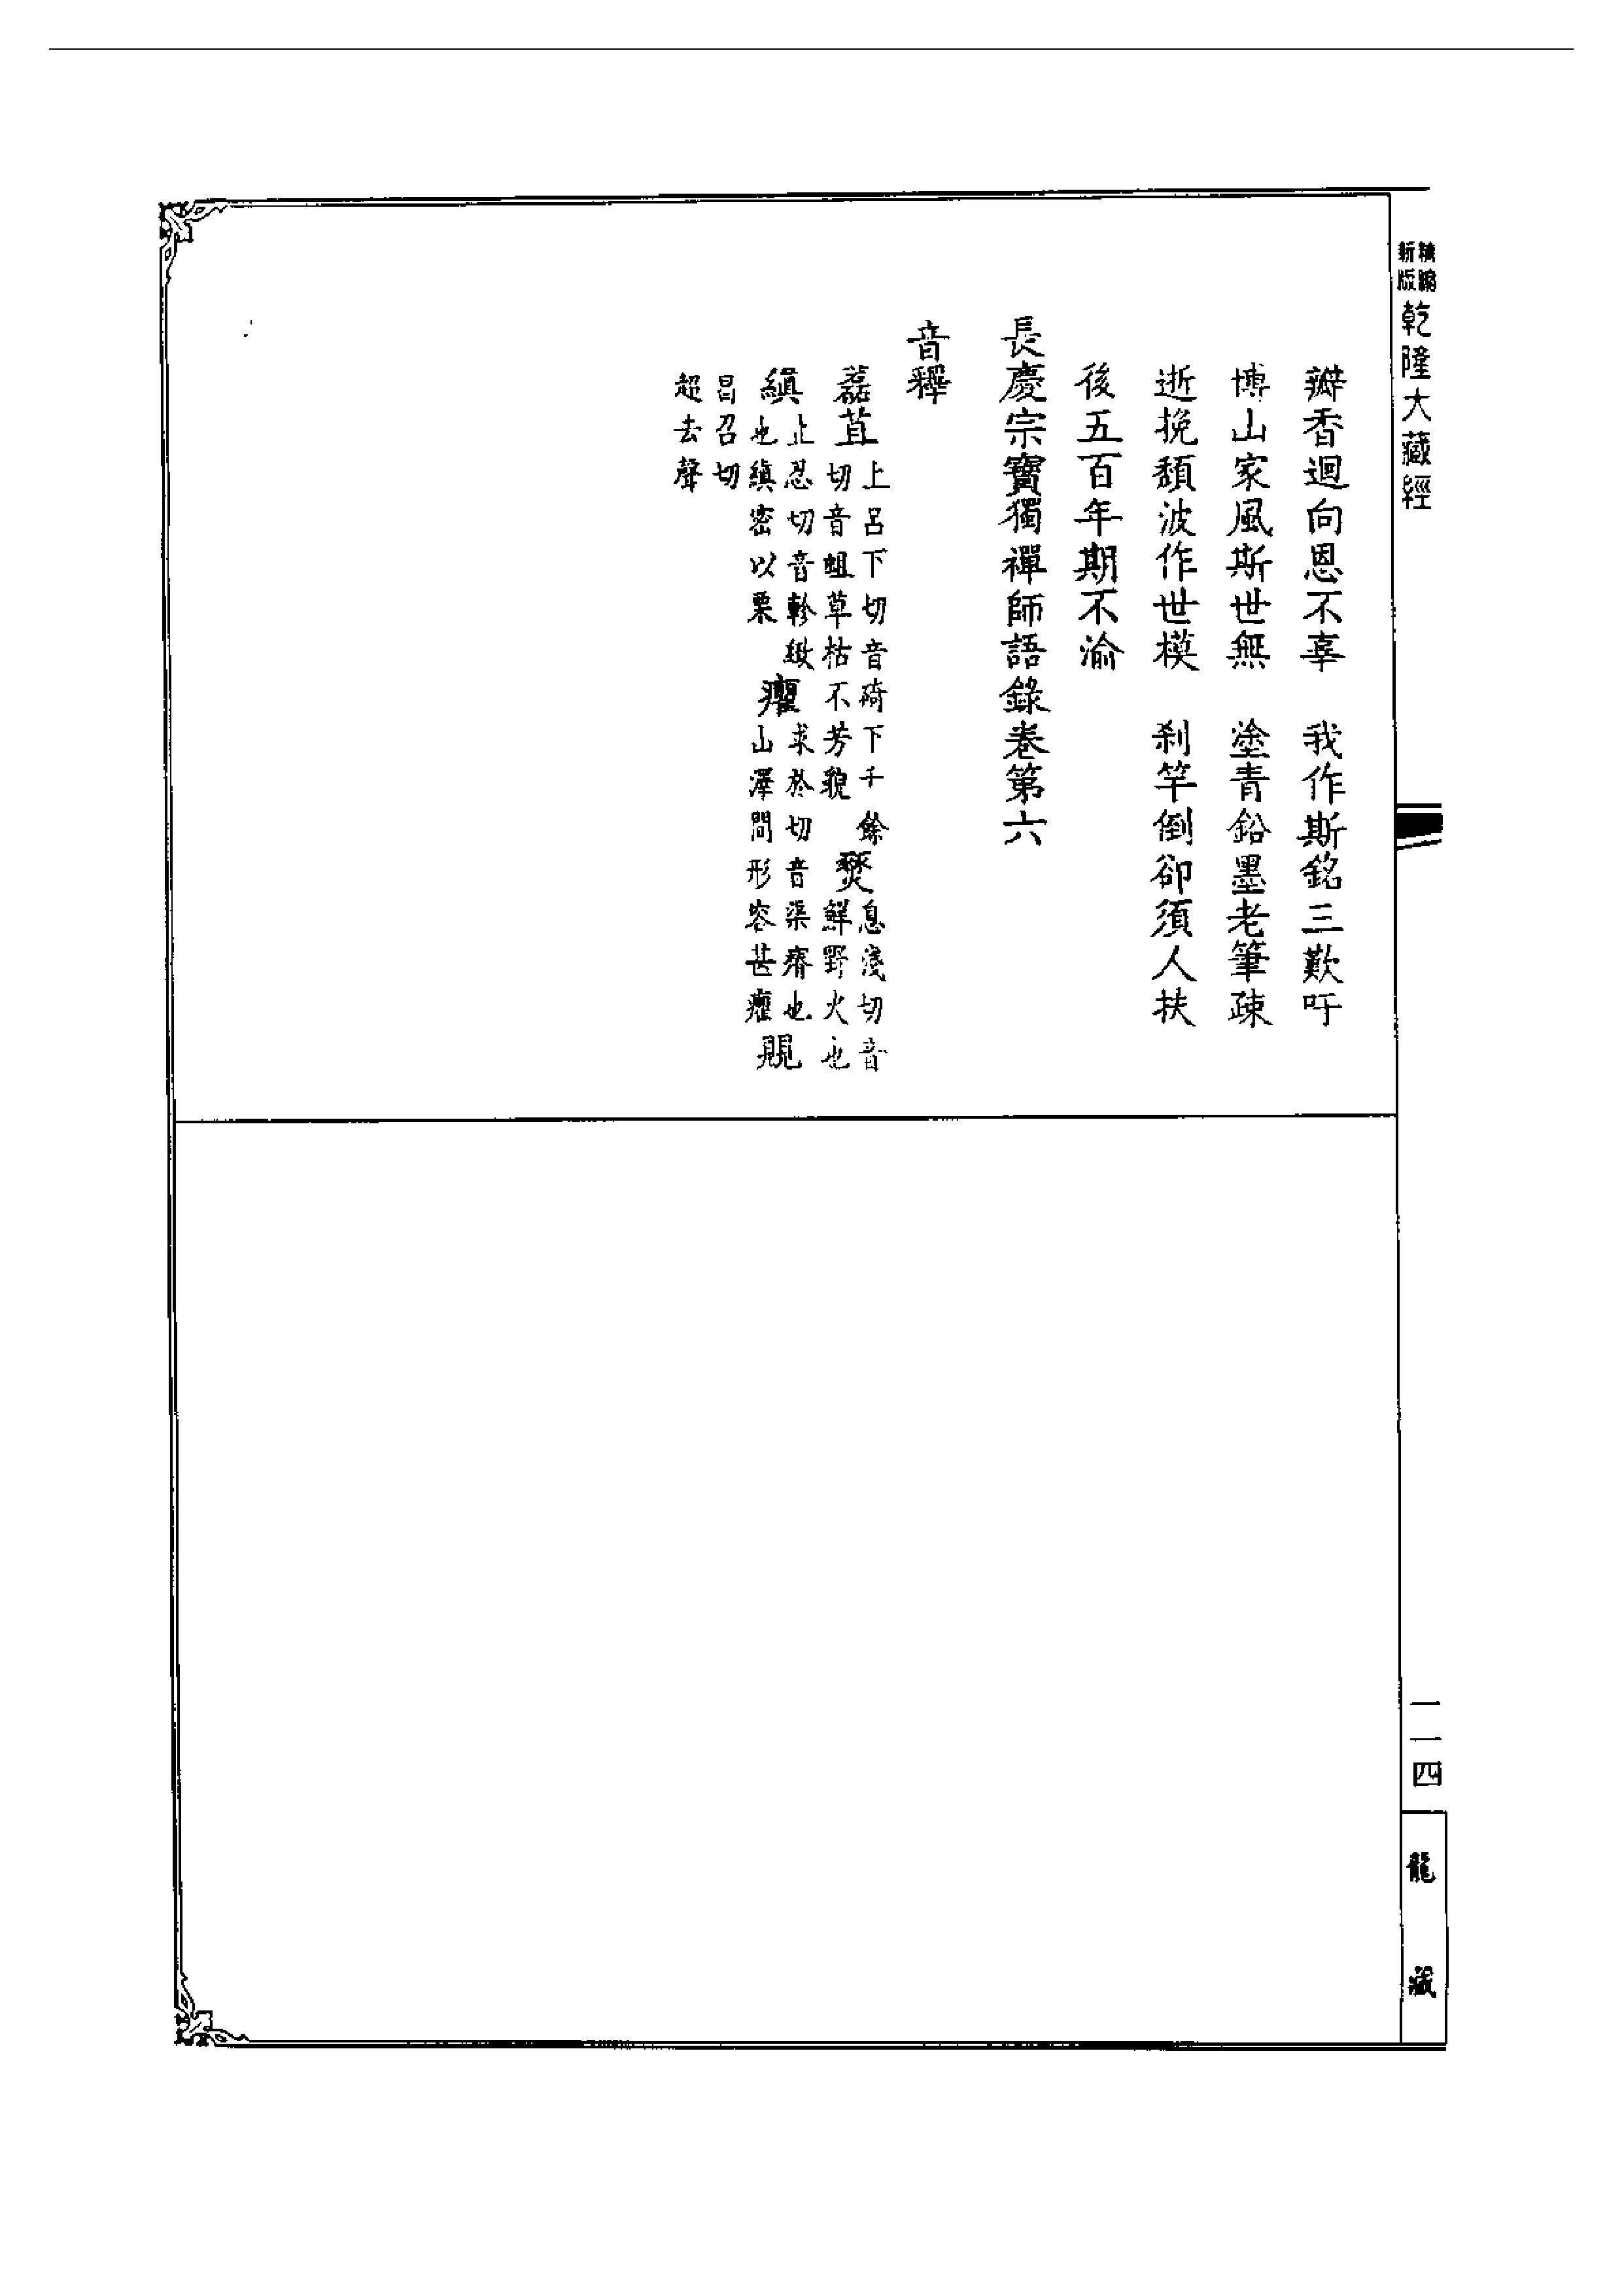 新編
新版
乾隆大藏經
瓣香迴向恩不辜　我作斯銘三歎吁
博山家風斯世無　塗青鉛墨老筆疎
逝挽頹波作世模　剎竿倒卻須人扶
後五百年期不渝
長慶宗寶獨禪師語錄卷第六
音釋
藞苴
上呂下切音砢下千餘
切音蛆草枯不芳貌
燹
息淺切音
鮮野火也
縝
止忍切音軫緻
也縝密以栗
癯
求於切音渠瘠也
山澤間形容甚癯
覞
昌召切
超去聲
一一四
龍藏